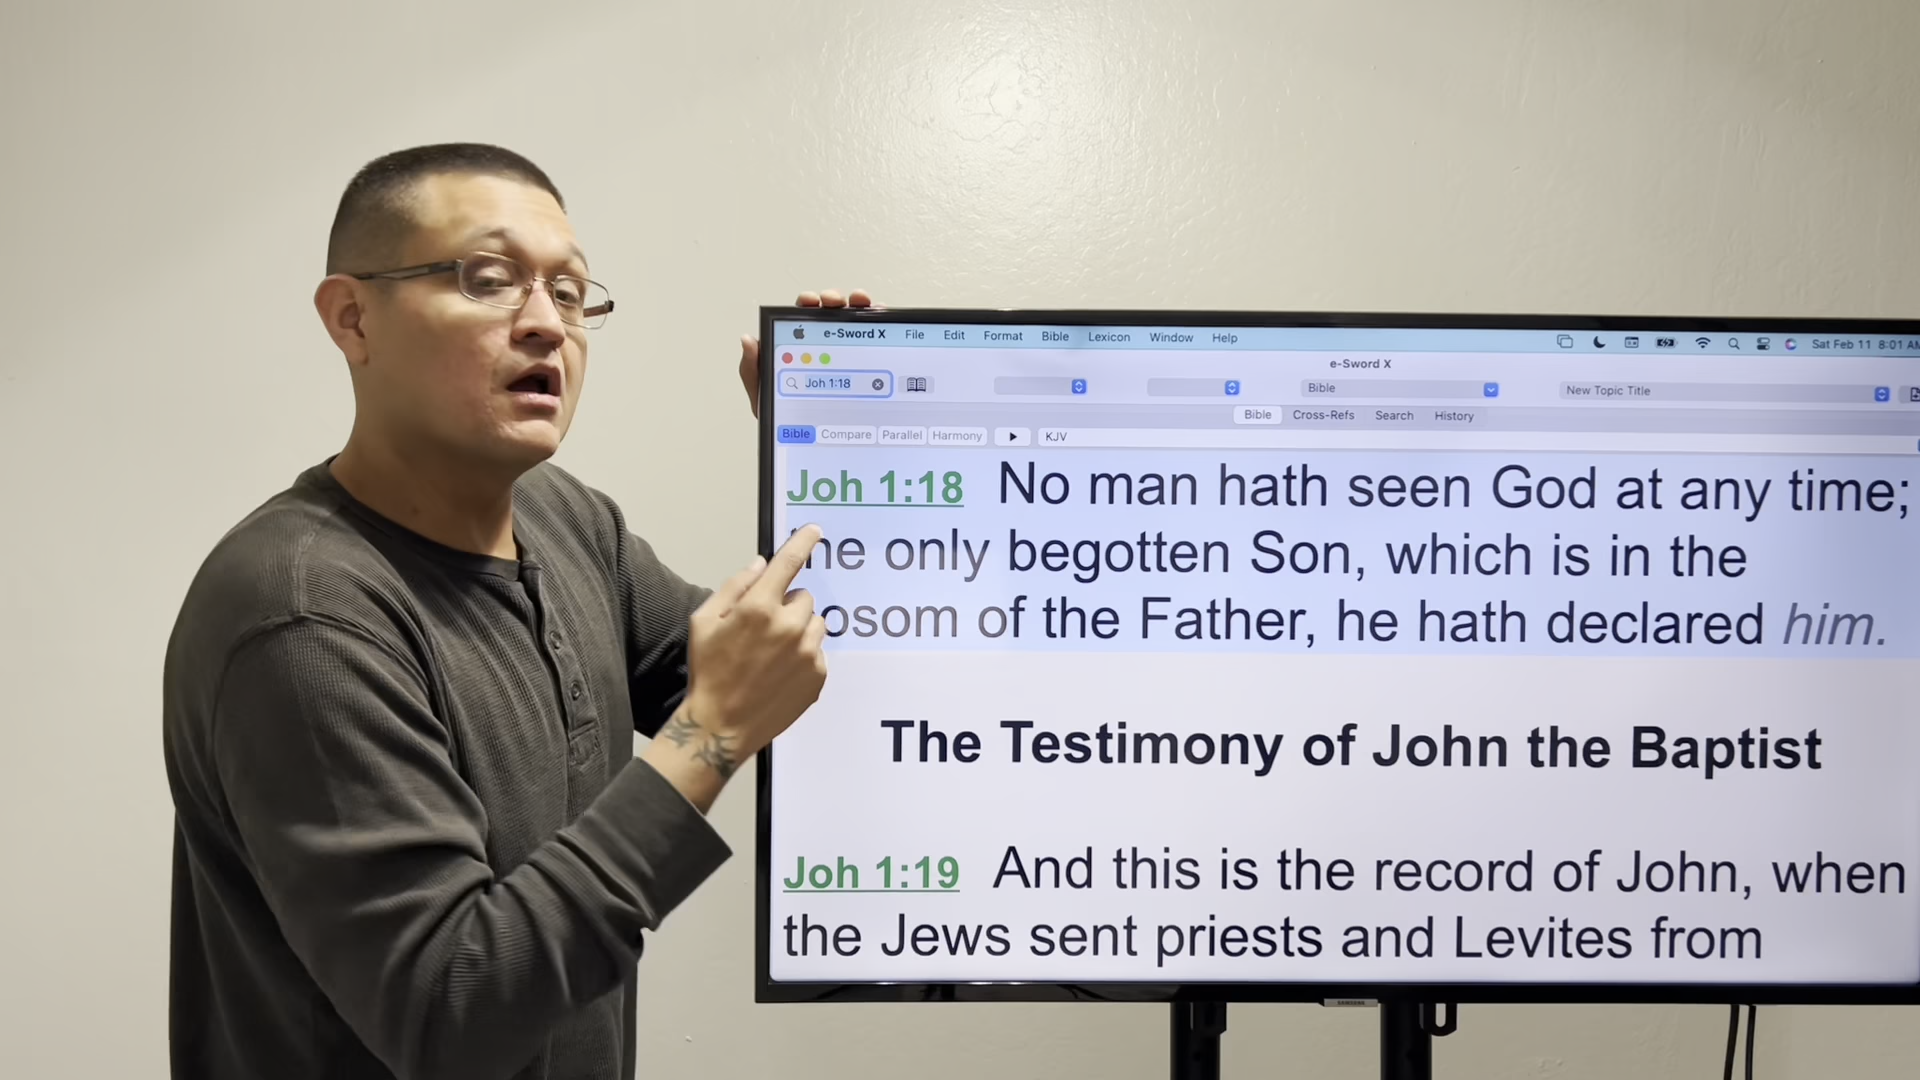 e-Sword X File Edit Format Bible Lexicon Window Help Sat Feb 11 8:01 AM
e-Sword X
Joh 1:18 Bible New Topic Title
Bible Cross-Refs Search History
Bible Compare Parallel Harmony KJV
Joh 1:18 No man hath seen God at any time;
the only begotten Son, which is in the
osom of the Father, he hath declared him.
The Testimony of John the Baptist
Joh 1:19 And this is the record of John, when
the Jews sent priests and Levites from
SAMSUNG